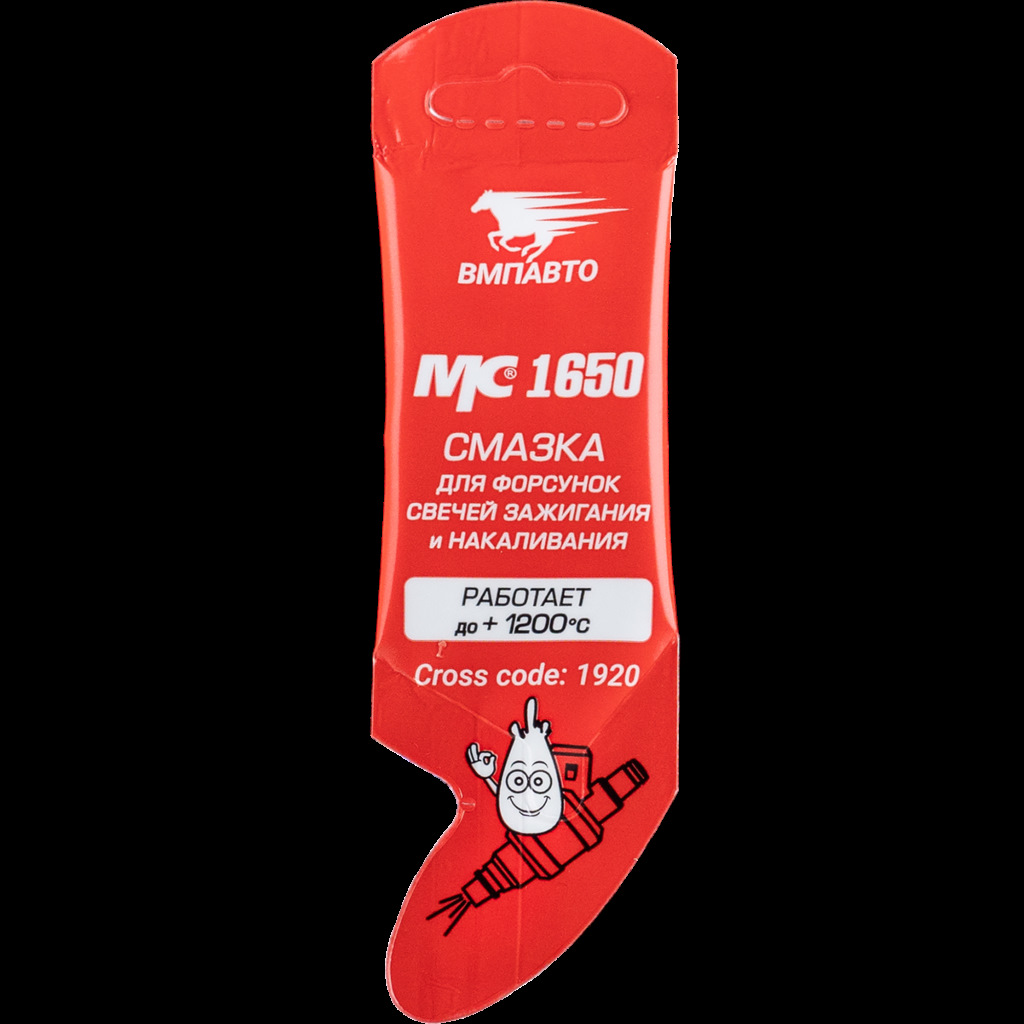 ВМПАВТО
МС® 1650
СМАЗКА
ДЛЯ ФОРСУНОК
СВЕЧЕЙ ЗАЖИГАНИЯ
и НАКАЛИВАНИЯ
РАБОТАЕТ
до + 1200°С
Cross code: 1920